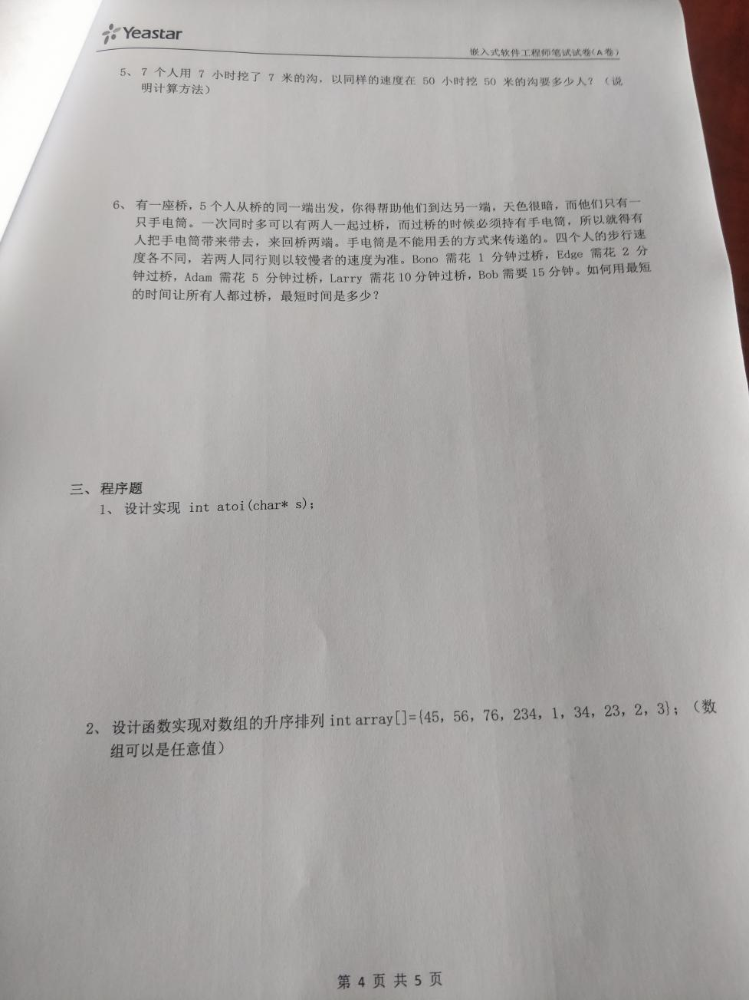 Yeastar
嵌入式软件工程师笔试试卷（A卷）
5、 7 个人用 7 小时挖了 7 米的沟，以同样的速度在 50 小时挖 50 米的沟要多少人？（说
明计算方法）
6、 有一座桥，5 个人从桥的同一端出发，你得帮助他们到达另一端，天色很暗，而他们只有一
只手电筒。一次同时多可以有两人一起过桥，而过桥的时候必须持有手电筒，所以就得有
人把手电筒带来带去，来回桥两端。手电筒是不能用丢的方式来传递的。四个人的步行速
度各不同，若两人同行则以较慢者的速度为准。Bono 需花 1 分钟过桥，Edge 需花 2 分
钟过桥，Adam 需花 5 分钟过桥，Larry 需花 10 分钟过桥，Bob 需要 15 分钟。如何用最短
的时间让所有人都过桥，最短时间是多少？
三、 程序题
1、 设计实现 int atoi(char* s);
2、 设计函数实现对数组的升序排列 int array[]={45, 56, 76, 234, 1, 34, 23, 2, 3}；（数
组可以是任意值）
第 4 页 共 5 页